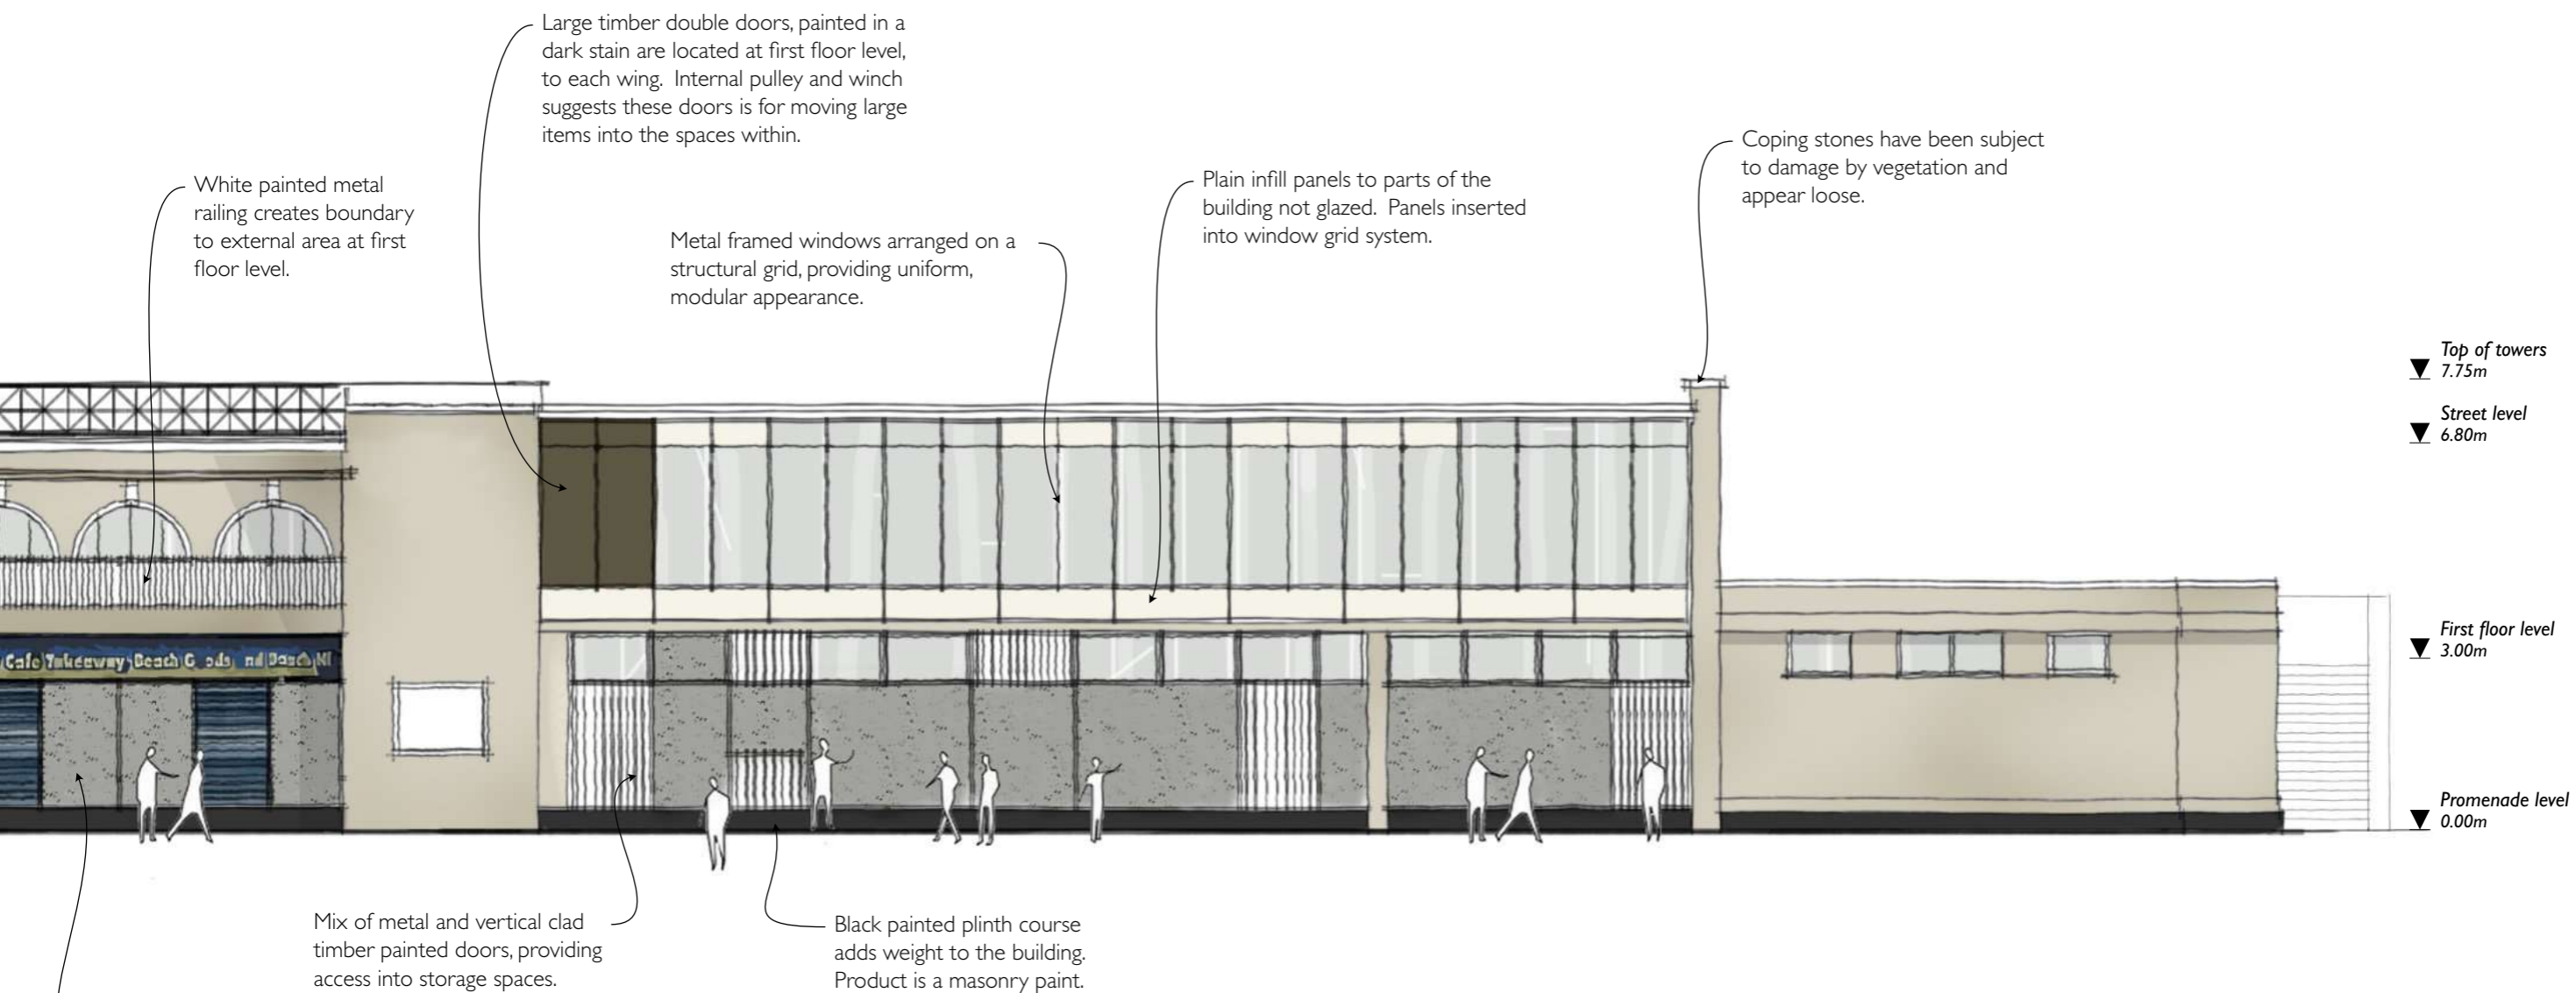 Large timber double doors, painted in a
dark stain are located at first floor level,
to each wing.  Internal pulley and winch
suggests these doors is for moving large
items into the spaces within.
White painted metal
railing creates boundary
to external area at first
floor level.
Metal framed windows arranged on a
structural grid, providing uniform,
modular appearance.
Plain infill panels to parts of the
building not glazed.  Panels inserted
into window grid system.
Coping stones have been subject
to damage by vegetation and
appear loose.
Top of towers
7.75m
Street level
6.80m
First floor level
3.00m
Promenade level
0.00m
Cafe Takeaway Beach
Mix of metal and vertical clad
timber painted doors, providing
access into storage spaces.
Black painted plinth course
adds weight to the building.
Product is a masonry paint.